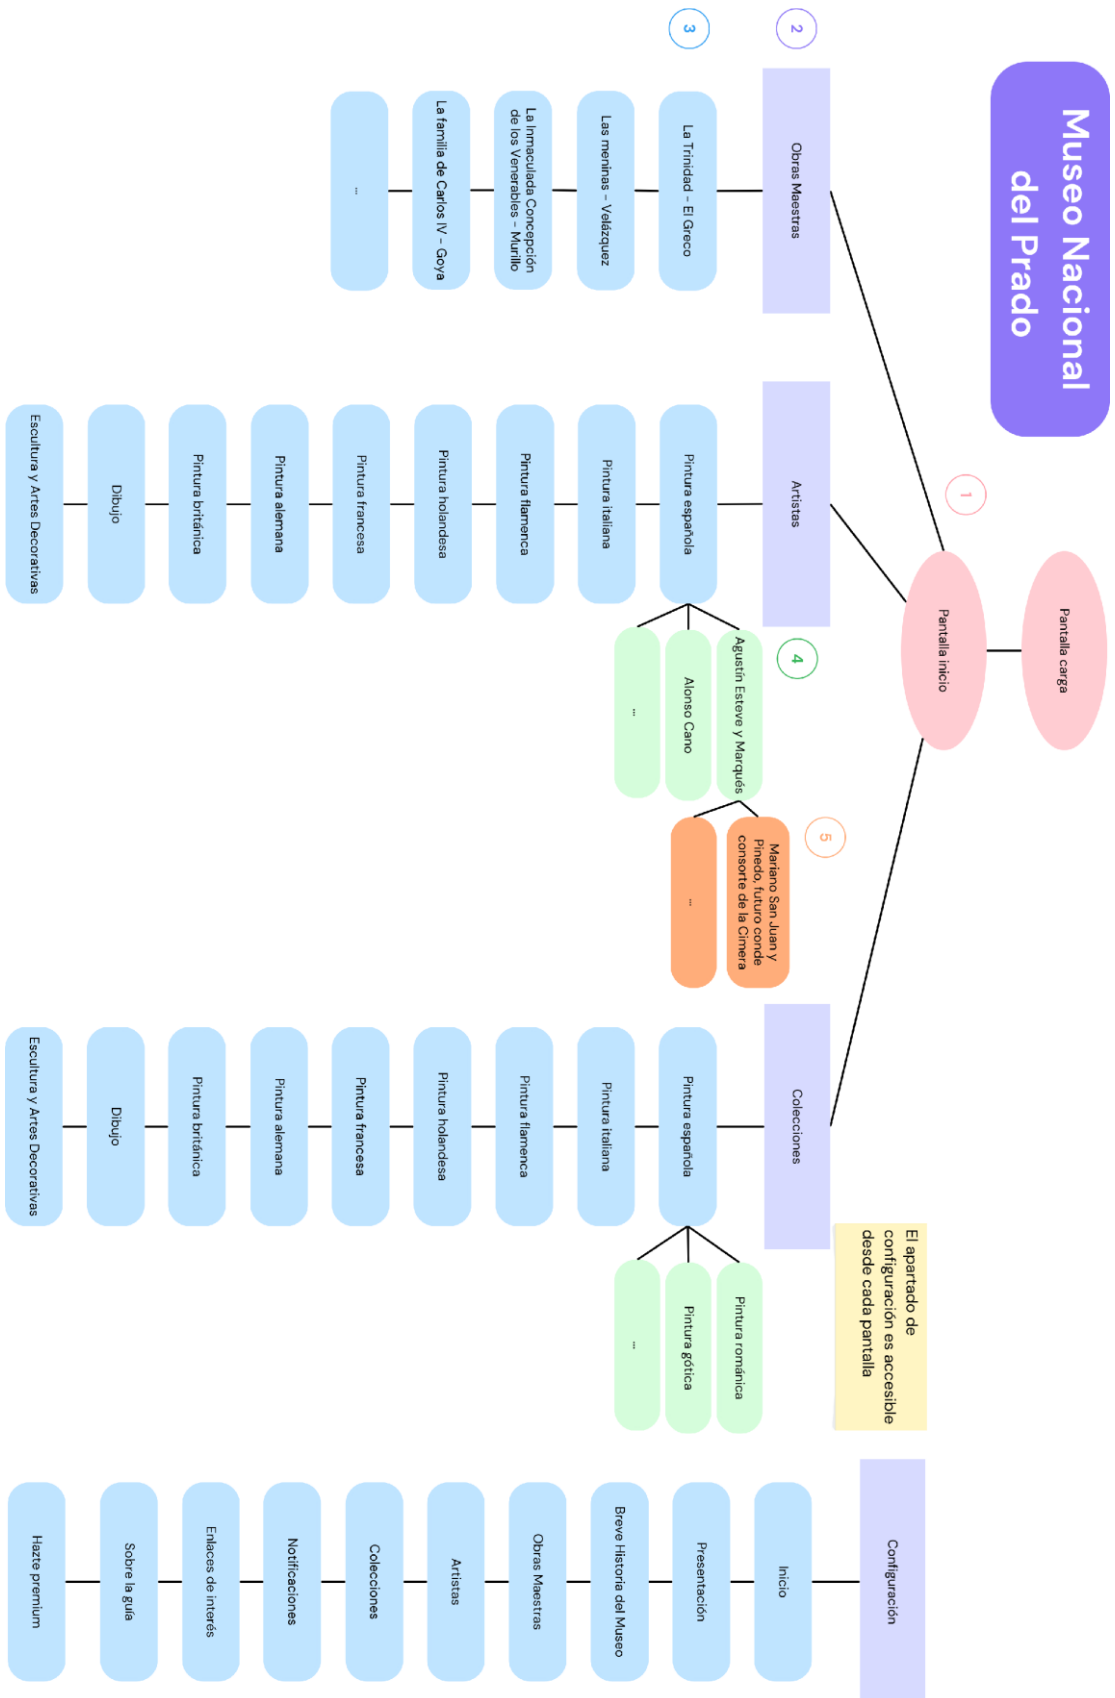 Museo Nacional
del Prado
Pantalla carga
1
Pantalla inicio
2
Obras Maestras
Artistas
Colecciones
El apartado de
configuración es accesible
desde cada pantalla
Configuración
3
La Trinidad - El Greco
Las meninas - Velázquez
La Inmaculada Concepción
de los Venerables - Murillo
La familia de Carlos IV - Goya
...
Pintura española
Pintura italiana
Pintura flamenca
Pintura holandesa
Pintura francesa
Pintura alemana
Pintura británica
Dibujo
Escultura y Artes Decorativas
4
Agustín Esteve y Marqués
Alonso Cano
...
5
Mariano San Juan y
Pinedo, futuro conde
consorte de la Cimera
...
Pintura española
Pintura italiana
Pintura flamenca
Pintura holandesa
Pintura francesa
Pintura alemana
Pintura británica
Dibujo
Escultura y Artes Decorativas
Pintura románica
Pintura gótica
...
Inicio
Presentación
Breve Historia del Museo
Obras Maestras
Artistas
Colecciones
Notificaciones
Enlaces de interés
Sobre la guía
Hazte premium